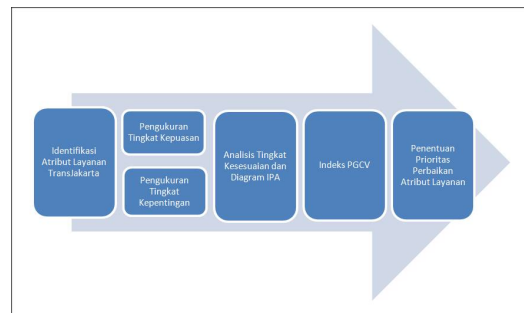 Identifikasi
Atribut Layanan
TransJakarta
Pengukuran
Tingkat Kepuasan
Pengukuran
Tingkat
Kepentingan
Analisis Tingkat
Kesesuaian dan
Diagram IPA
Indeks PGCV
Penentuan
Prioritas
Perbaikan
Atribut Layanan